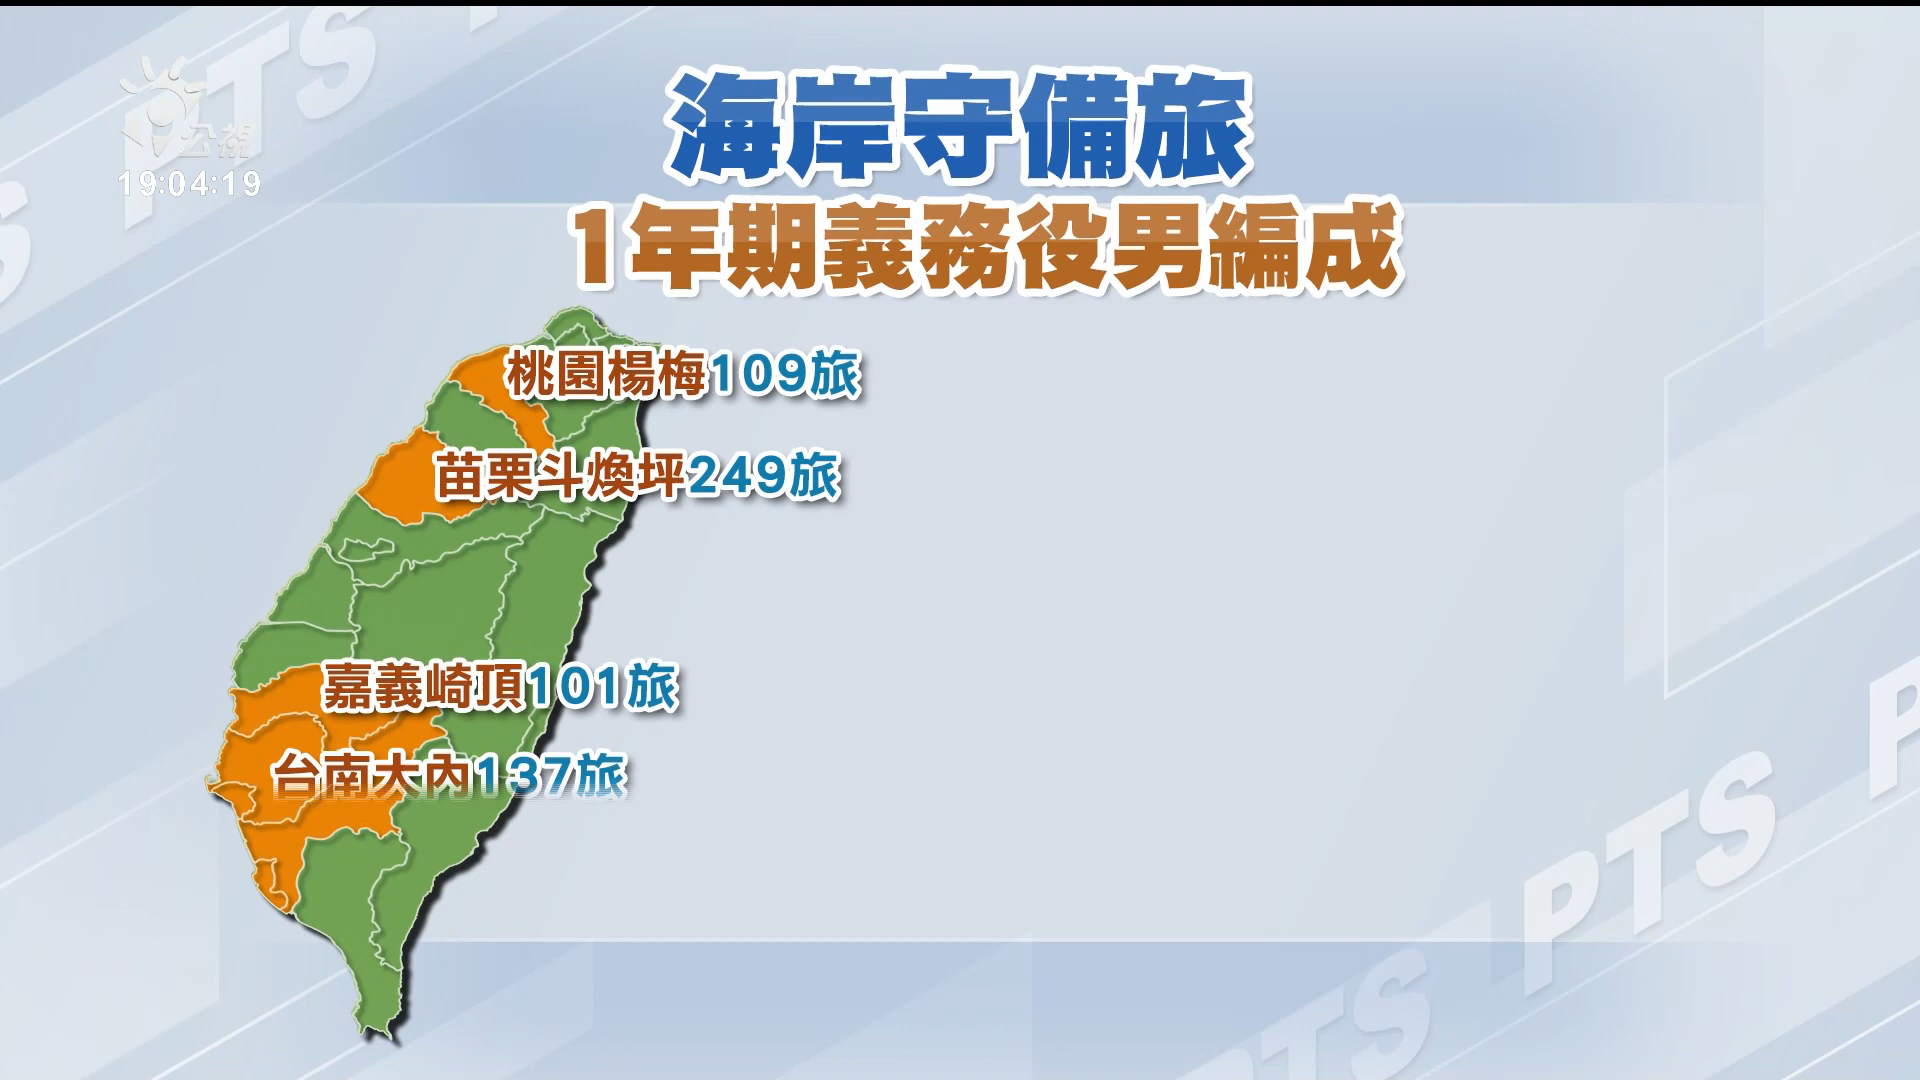 PTS
公視
19:04:19
海岸守備旅
1年期義務役男編成
桃園楊梅109旅
苗栗斗煥坪249旅
嘉義崎頂101旅
台南大內137旅
PTS
PTS
P
S